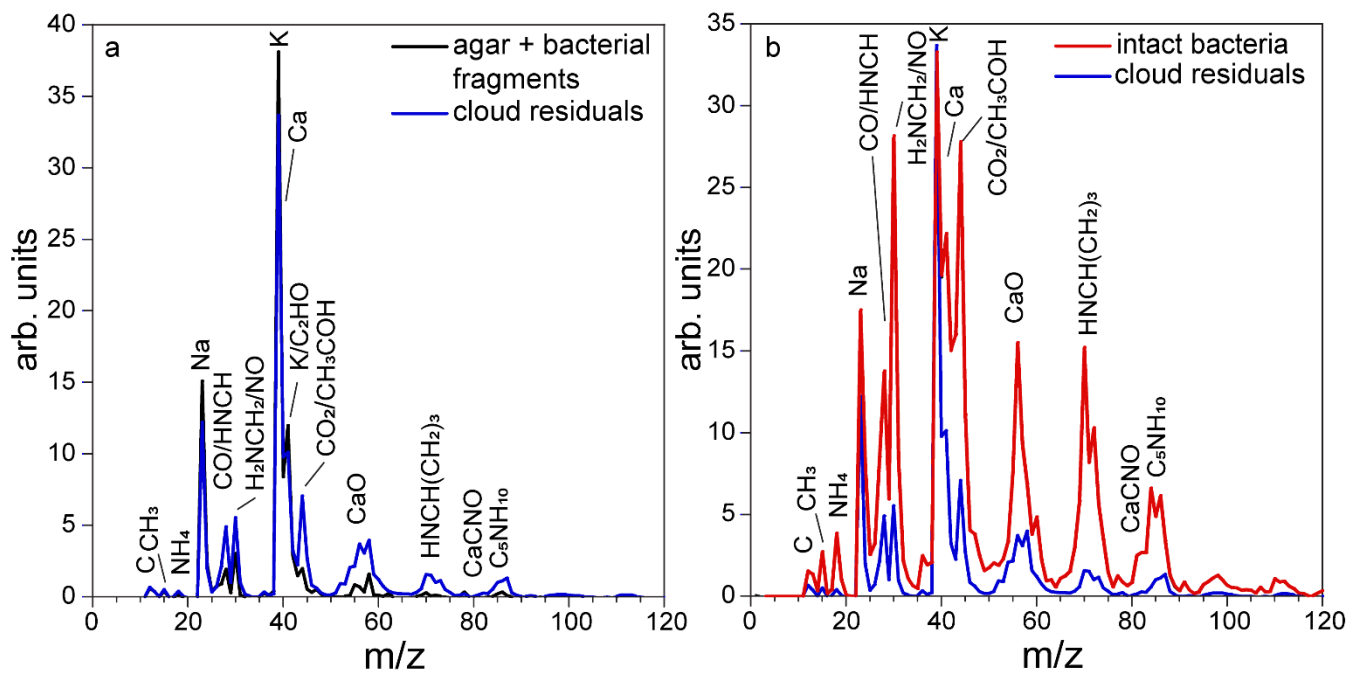 a
agar + bacterial
fragments
cloud residuals
arb. units
40
35
30
25
20
15
10
5
0
C
CH₃
NH₄
Na
CO/HNCH
H₂NCH₂/NO
K
Ca
K/C₂HO
CO₂/CH₃COH
CaO
HNCH(CH₂)₃
CaCNO
C₅NH₁₀
0 20 40 60 80 100 120
m/z
b
intact bacteria
cloud residuals
arb. units
35
30
25
20
15
10
5
0
C
CH₃
NH₄
Na
CO/HNCH
H₂NCH₂/NO
K
Ca
CO₂/CH₃COH
CaO
HNCH(CH₂)₃
CaCNO
C₅NH₁₀
0 20 40 60 80 100 120
m/z